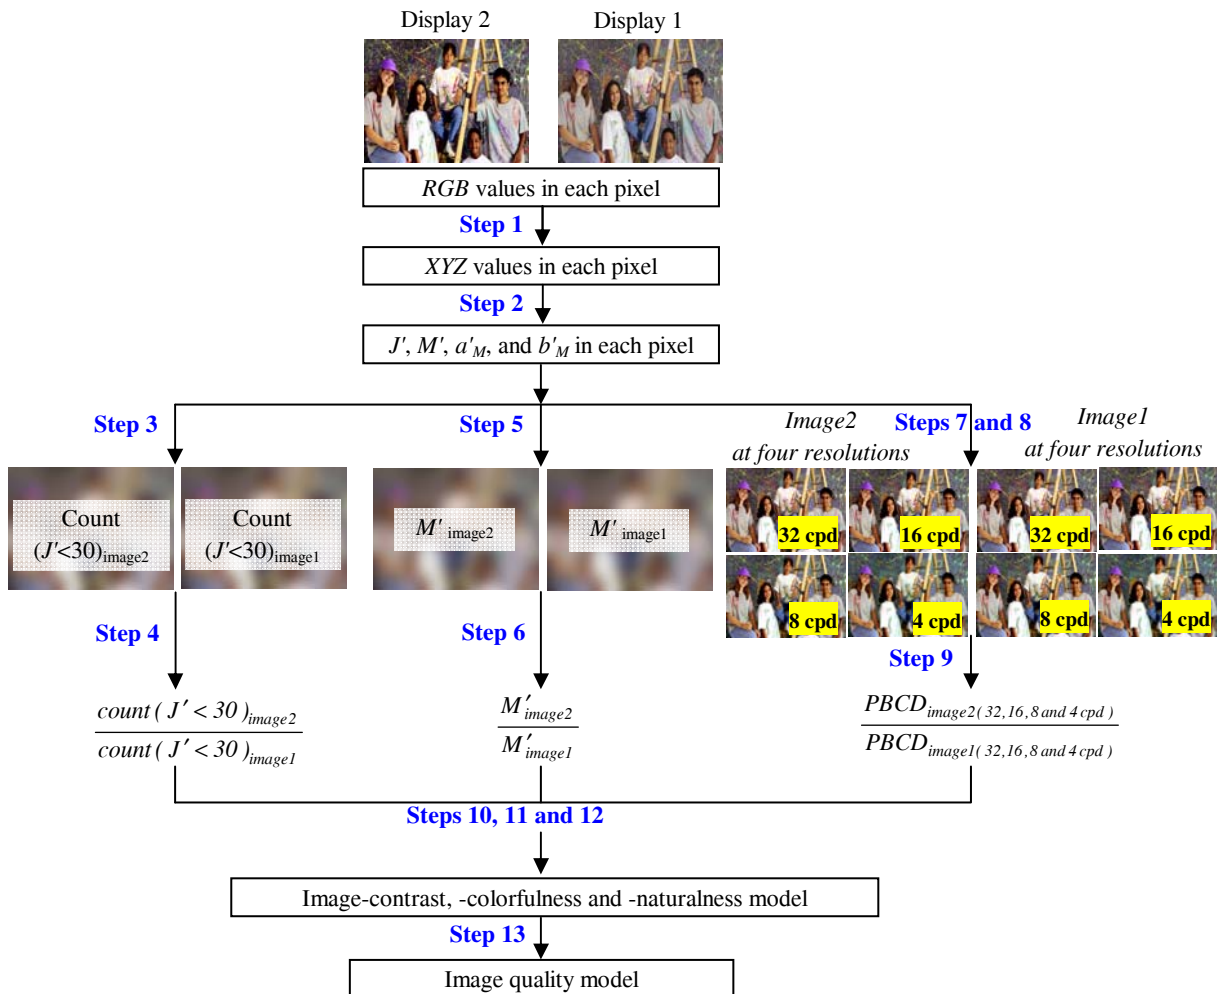 Display 2 Display 1
RGB values in each pixel
Step 1
XYZ values in each pixel
Step 2
J′, M′, a′M, and b′M in each pixel
Step 3
Step 5
Steps 7 and 8
Image2
at four resolutions
Image1
at four resolutions
Count
(J′<30)image2
Count
(J′<30)image1
M′ image2
M′ image1
32 cpd
16 cpd
32 cpd
16 cpd
8 cpd
4 cpd
8 cpd
4 cpd
Step 4
Step 6
Step 9
count( J′ < 30 )image2
count( J′ < 30 )image1
M′image2
M′image1
PBCDimage2( 32,16,8 and 4 cpd )
PBCDimage1( 32,16,8 and 4 cpd )
Steps 10, 11 and 12
Image-contrast, -colorfulness and -naturalness model
Step 13
Image quality model